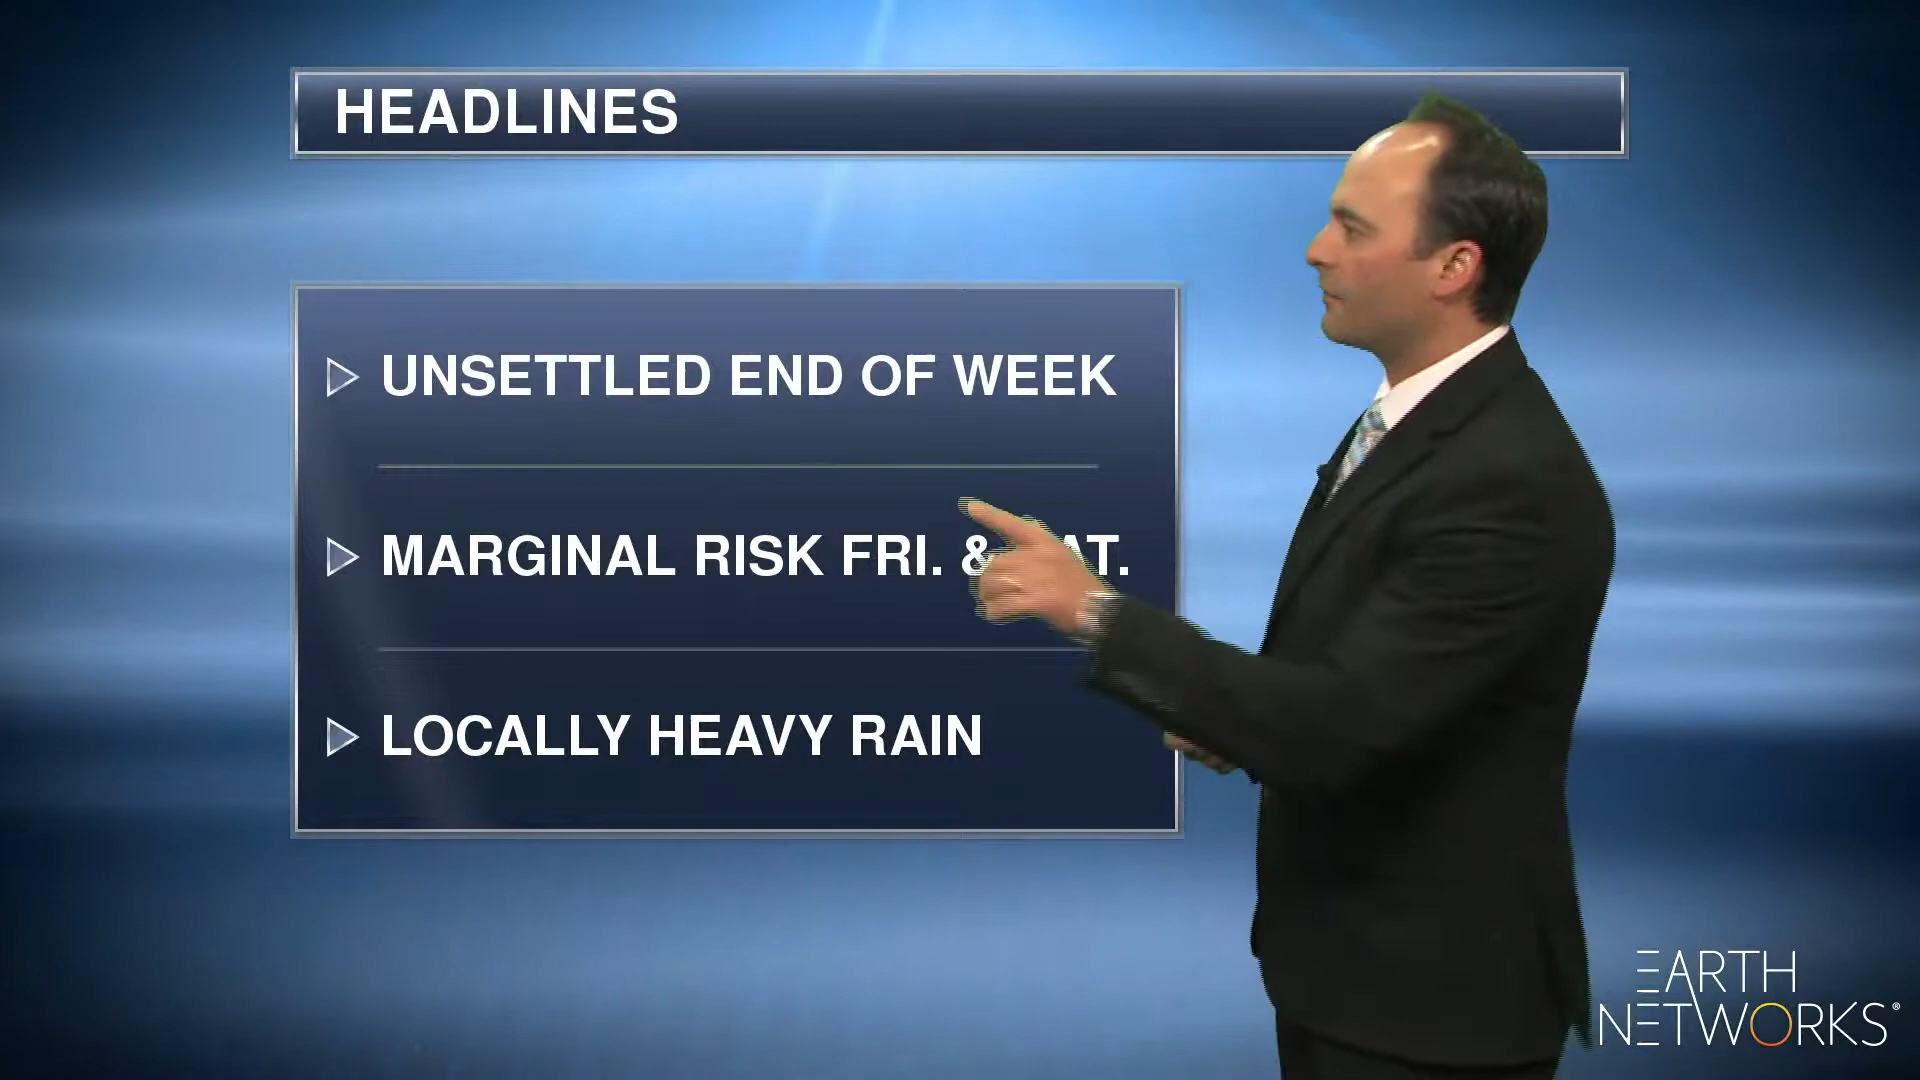 HEADLINES
UNSETTLED END OF WEEK
MARGINAL RISK FRI. &
LOCALLY HEAVY RAIN
EARTH
NETWORKS®